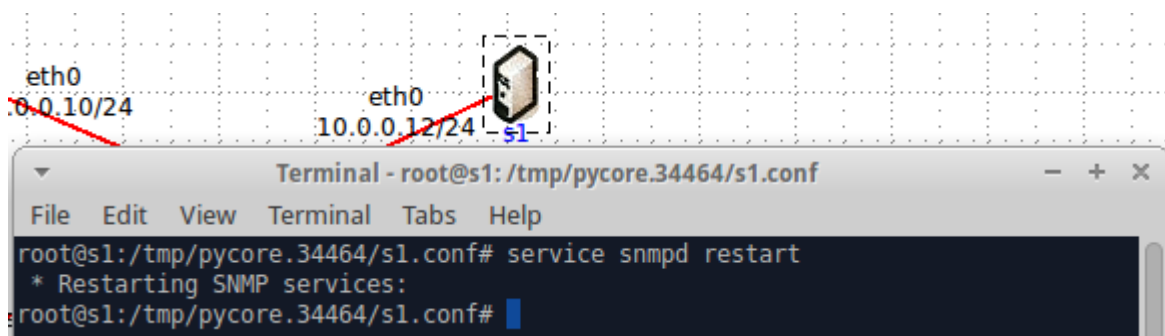 eth0
.0.0.10/24
eth0
10.0.0.12/24
s1
Terminal - root@s1: /tmp/pycore.34464/s1.conf
File Edit View Terminal Tabs Help
root@s1:/tmp/pycore.34464/s1.conf# service snmpd restart
* Restarting SNMP services:
root@s1:/tmp/pycore.34464/s1.conf#